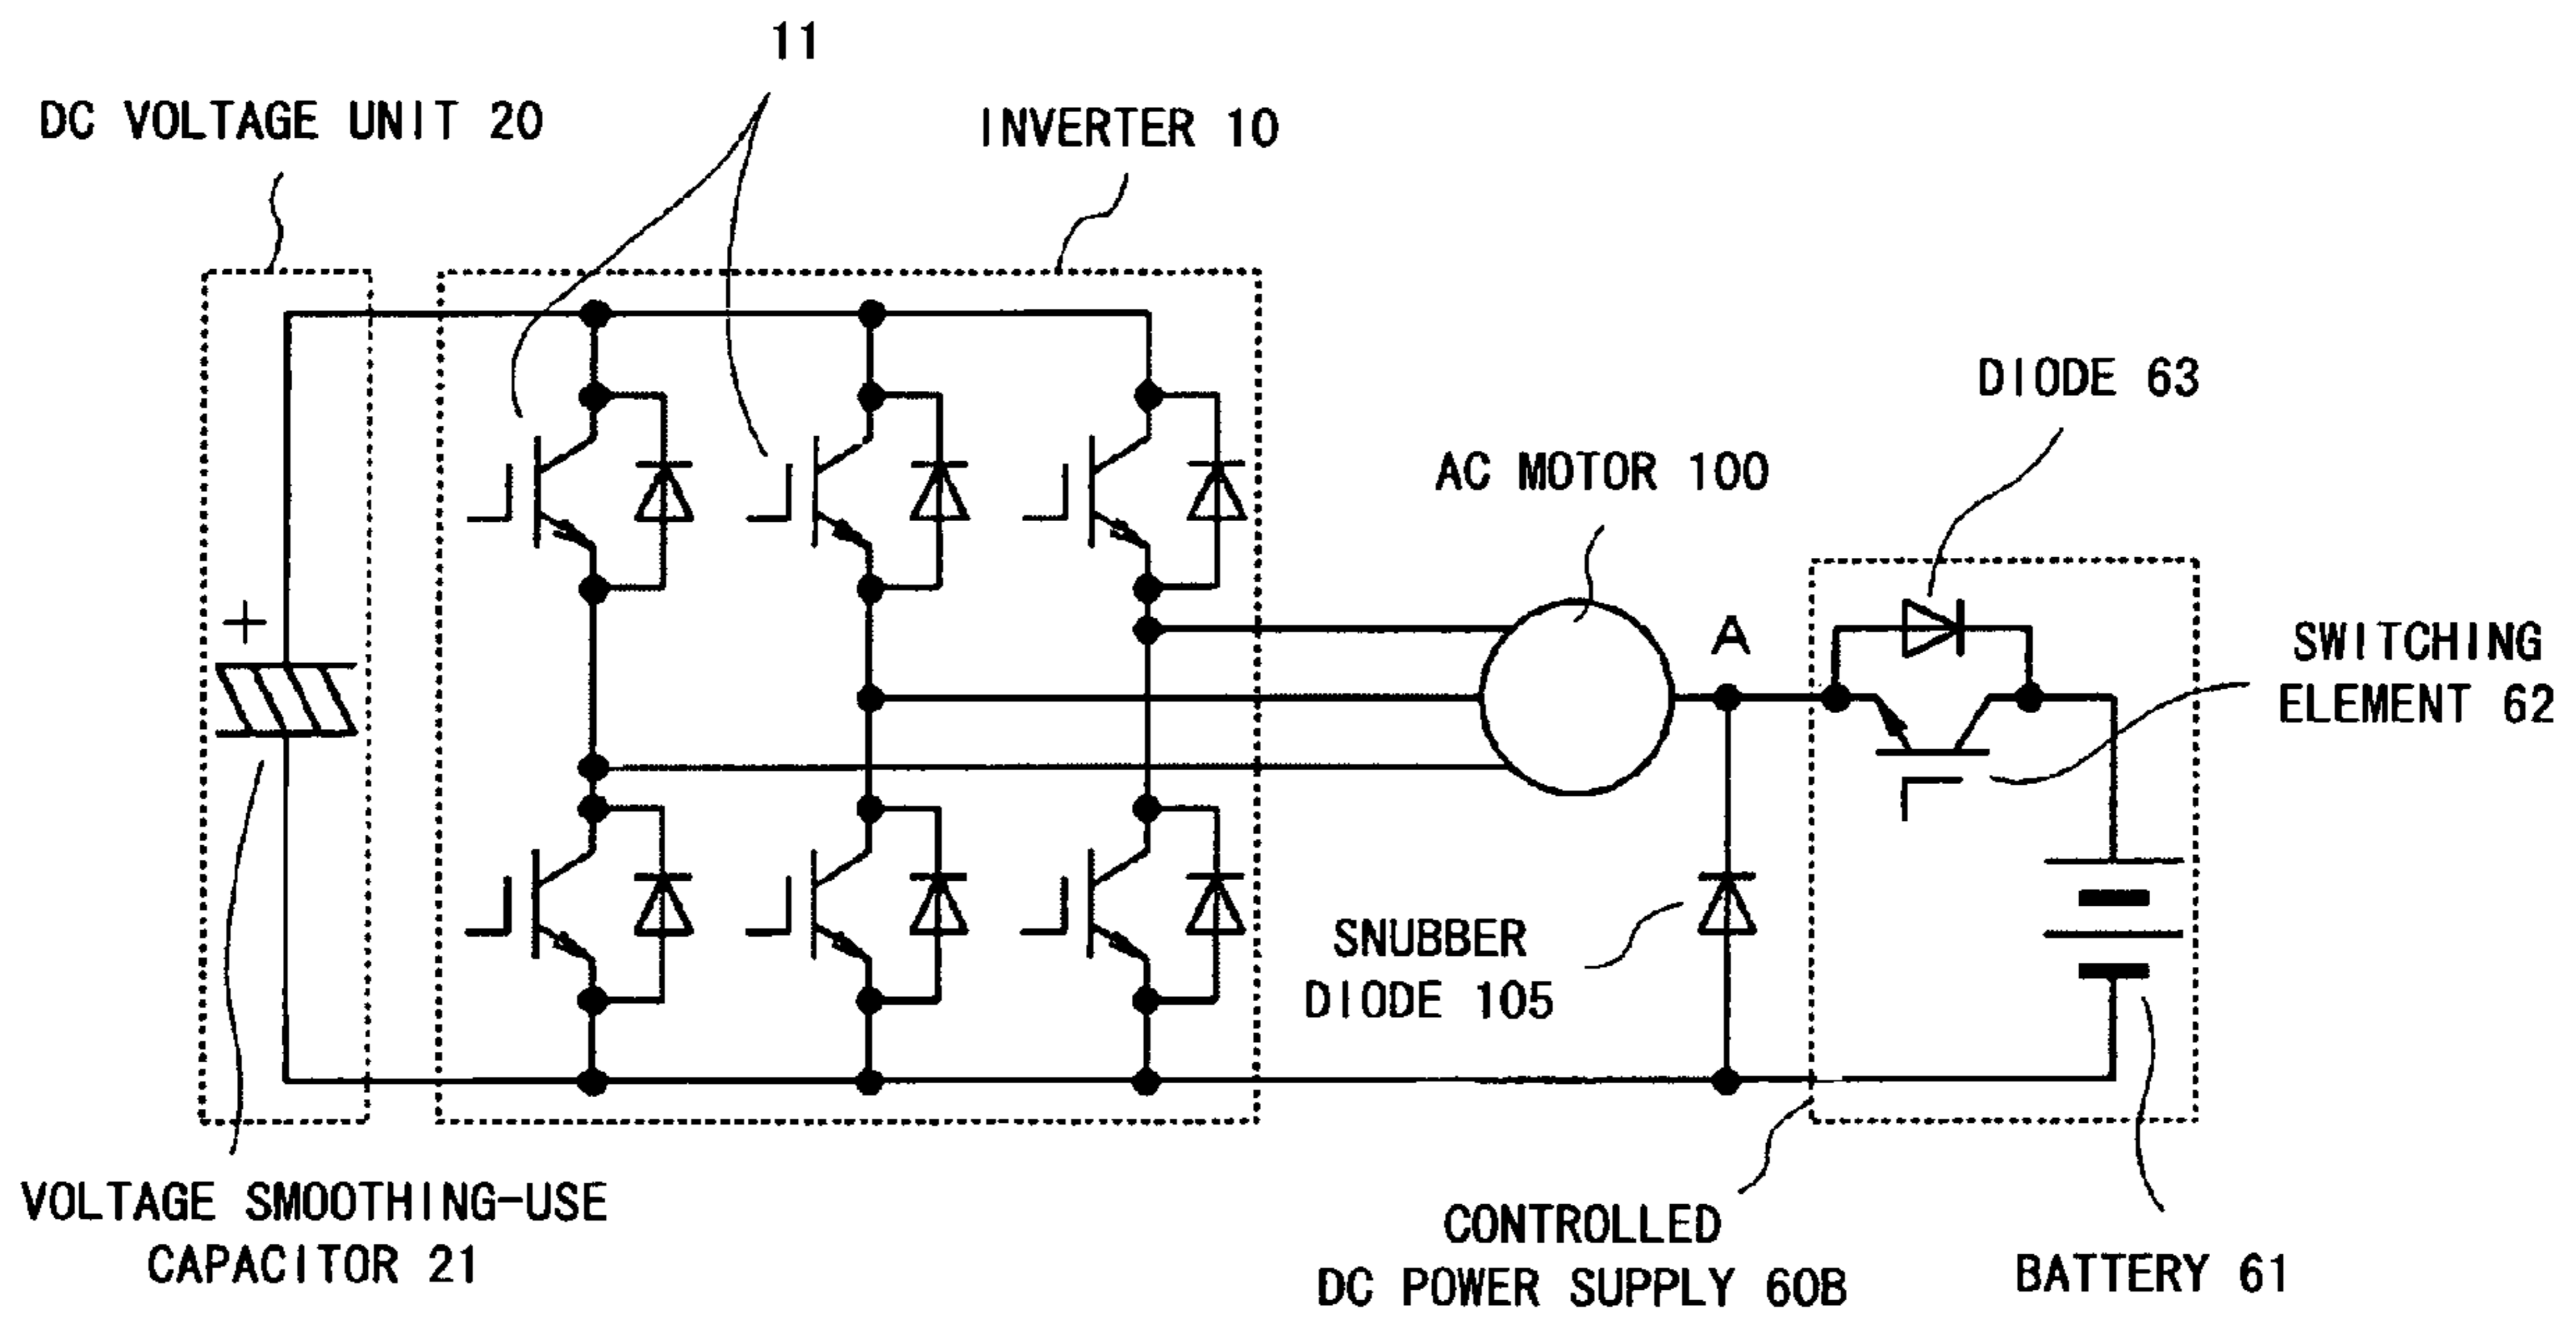 11
DC VOLTAGE UNIT 20
INVERTER 10
DIODE 63
AC MOTOR 100
A
SWITCHING
ELEMENT 62
+
SNUBBER
DIODE 105
VOLTAGE SMOOTHING-USE
CAPACITOR 21
CONTROLLED
DC POWER SUPPLY 60B
BATTERY 61